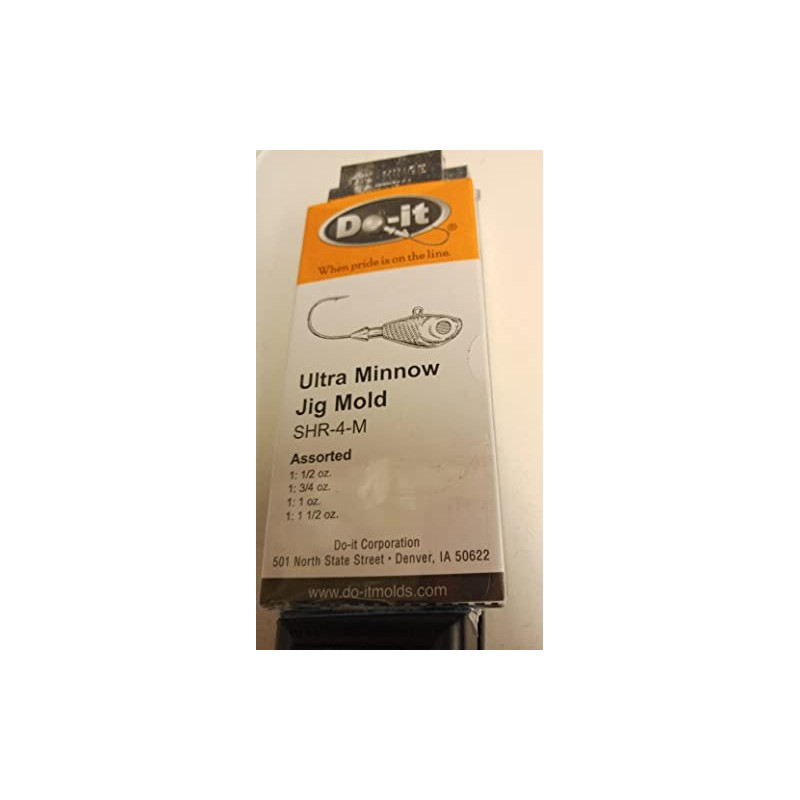 Do-it®
When pride is on the line.
Ultra Minnow
Jig Mold
SHR-4-M
Assorted
1: 1/2 oz.
1: 3/4 oz.
1: 1 oz.
1: 1 1/2 oz.
Do-it Corporation
501 North State Street • Denver, IA 50622
www.do-itmolds.com